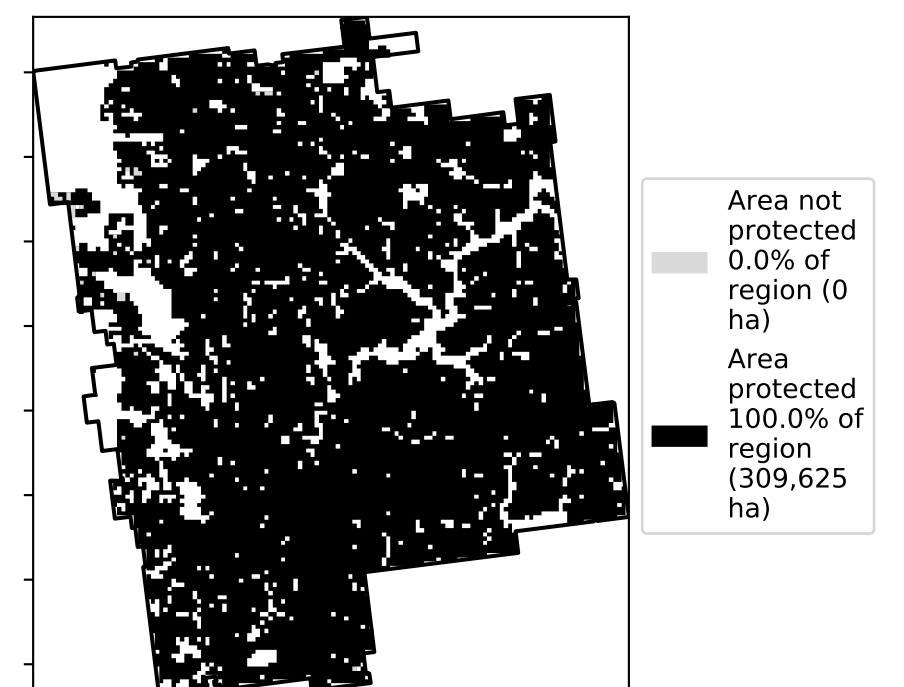 Area not
protected
0.0% of
region (0
ha)
Area
protected
100.0% of
region
(309,625
ha)